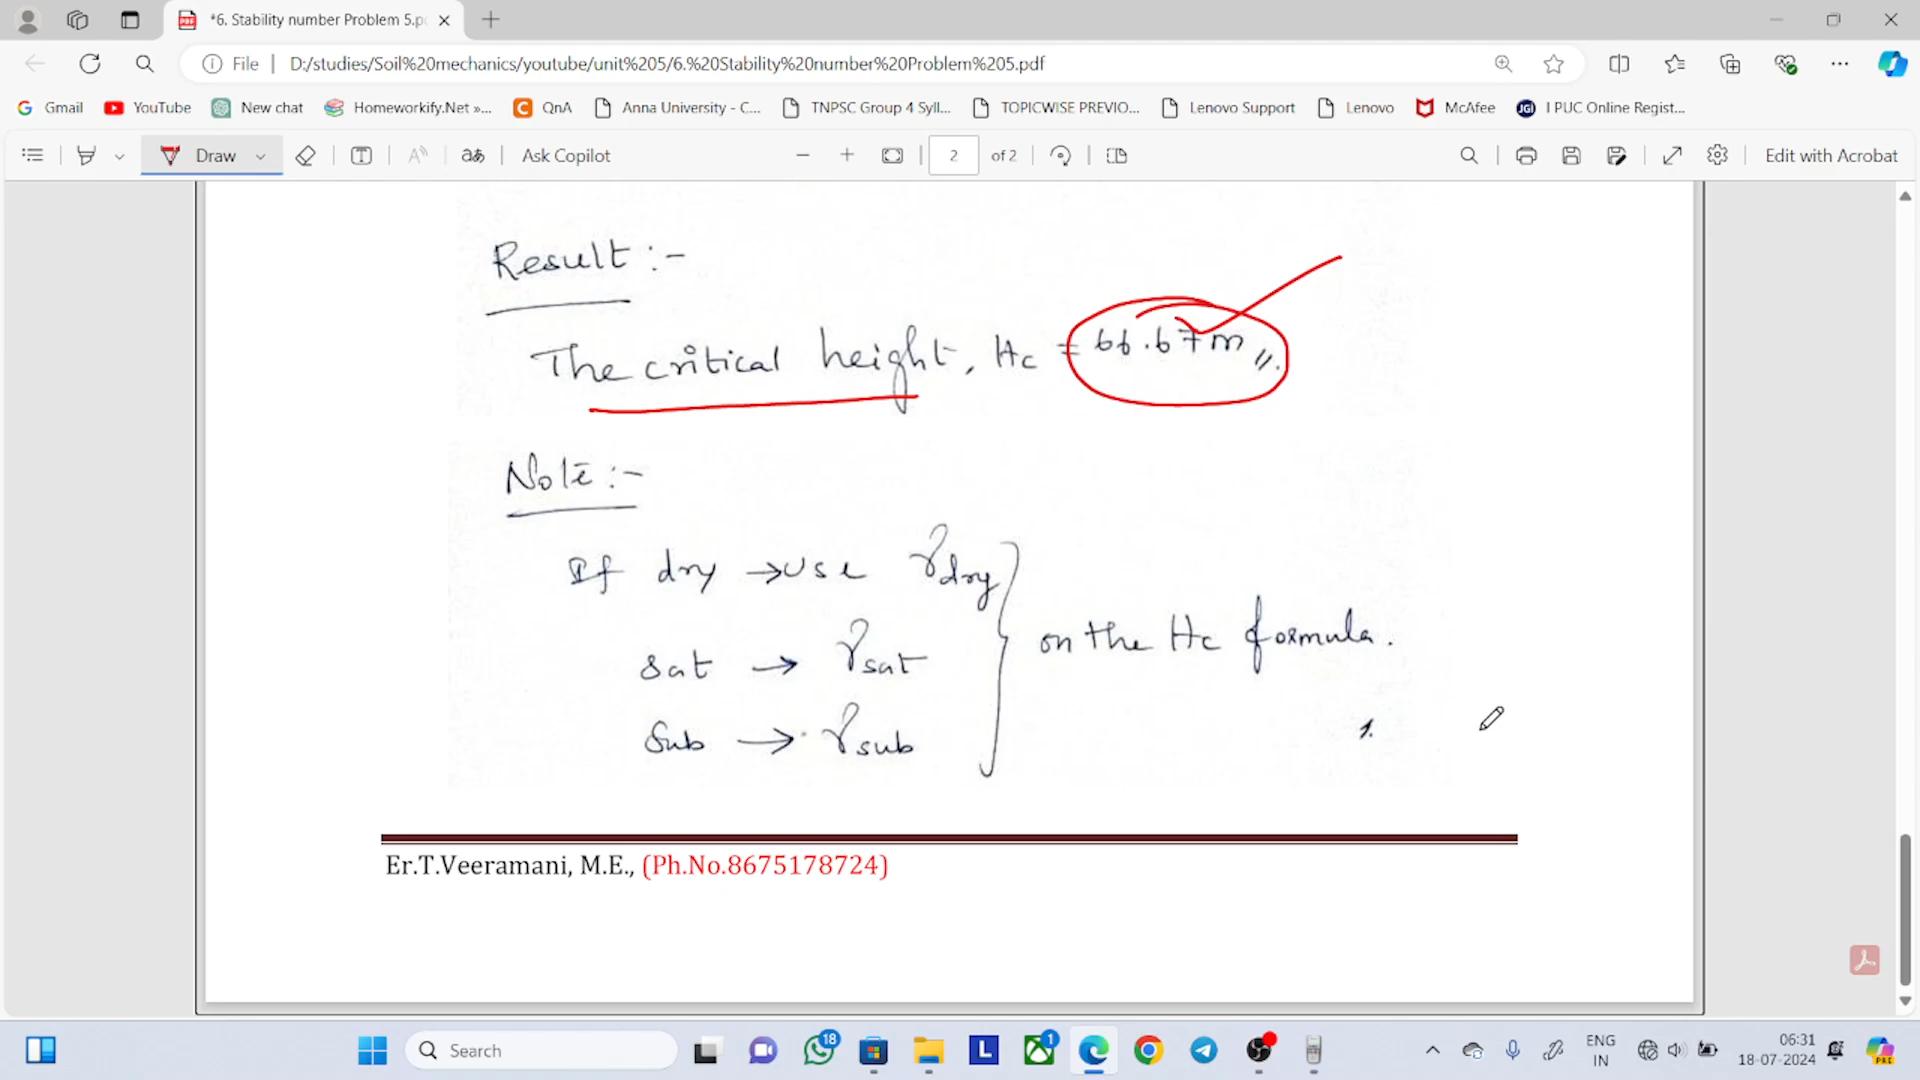 *6. Stability number Problem 5.p
File D:/studies/Soil%20mechanics/youtube/unit%205/6.%20Stability%20number%20Problem%205.pdf
Gmail YouTube New chat Homeworkify.Net »... QnA Anna University - C... TNPSC Group 4 Syll... TOPICWISE PREVIO... Lenovo Support Lenovo McAfee I PUC Online Regist...
Draw Ask Copilot 2 of 2 Edit with Acrobat
Result :-
The critical height, Hc = 66.67m
Note :-
If dry → use γdry
sat → γsat
Sub → γsub
on the Hc formula.
Er.T.Veeramani, M.E., (Ph.No.8675178724)
Search 18 1 ENG IN 06:31 18-07-2024